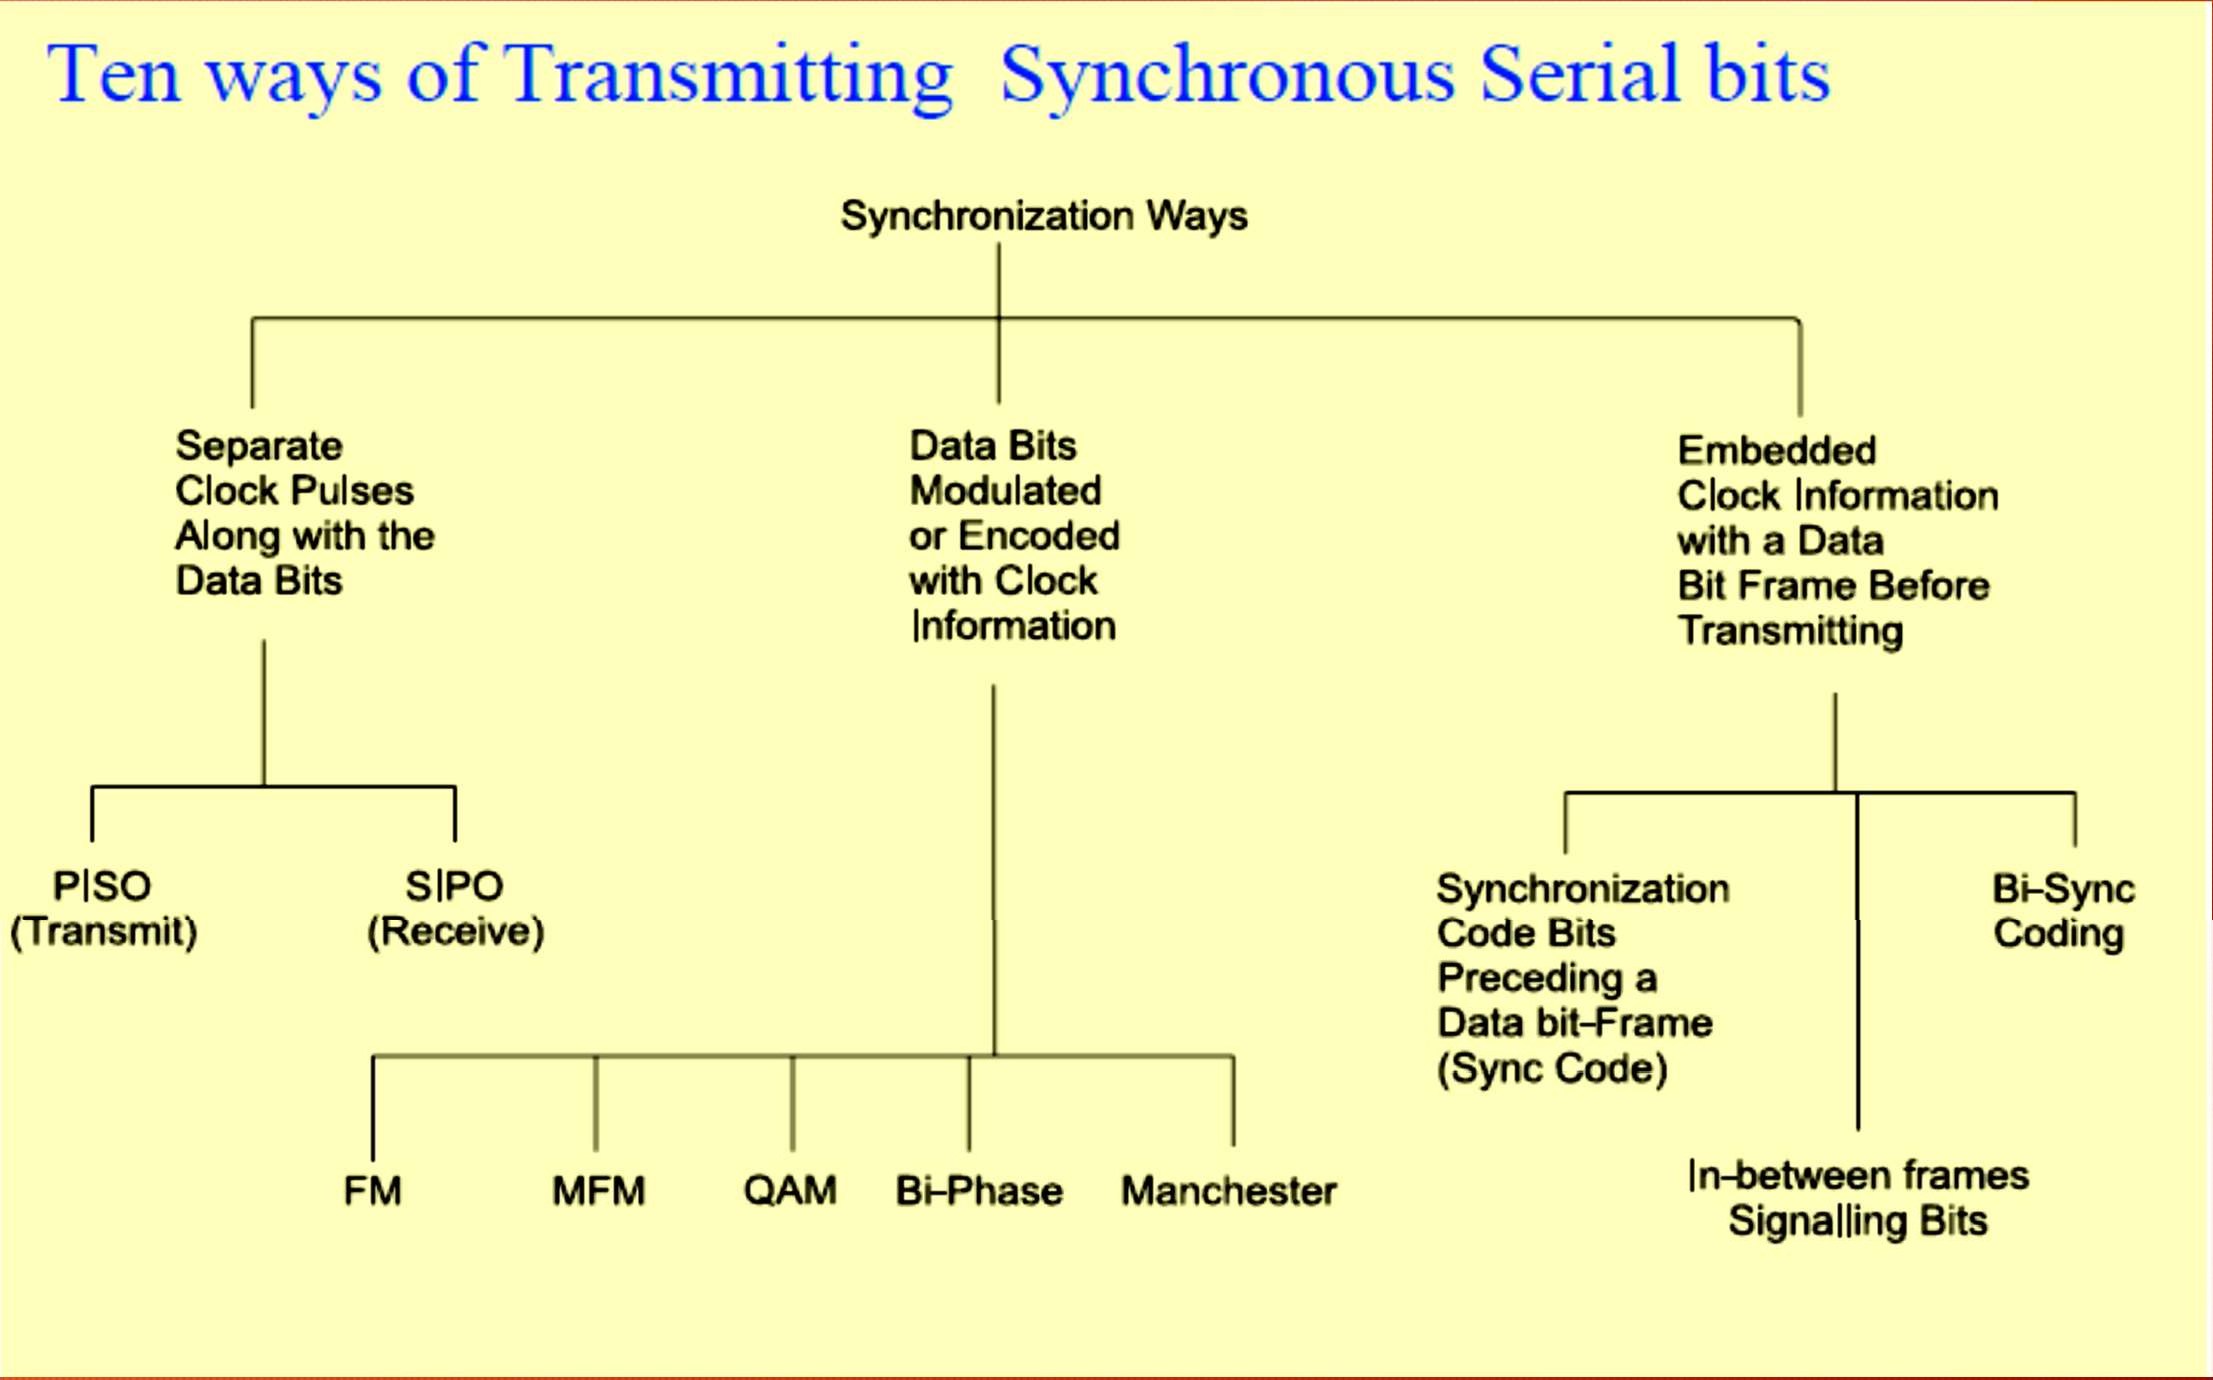 Ten ways of Transmitting Synchronous Serial bits
Synchronization Ways
Separate
Clock Pulses
Along with the
Data Bits
Data Bits
Modulated
or Encoded
with Clock
Information
Embedded
Clock Information
with a Data
Bit Frame Before
Transmitting
PISO
(Transmit)
SIPO
(Receive)
Synchronization
Code Bits
Preceding a
Data bit-Frame
(Sync Code)
Bi-Sync
Coding
FM
MFM
QAM
Bi-Phase
Manchester
In-between frames
Signalling Bits